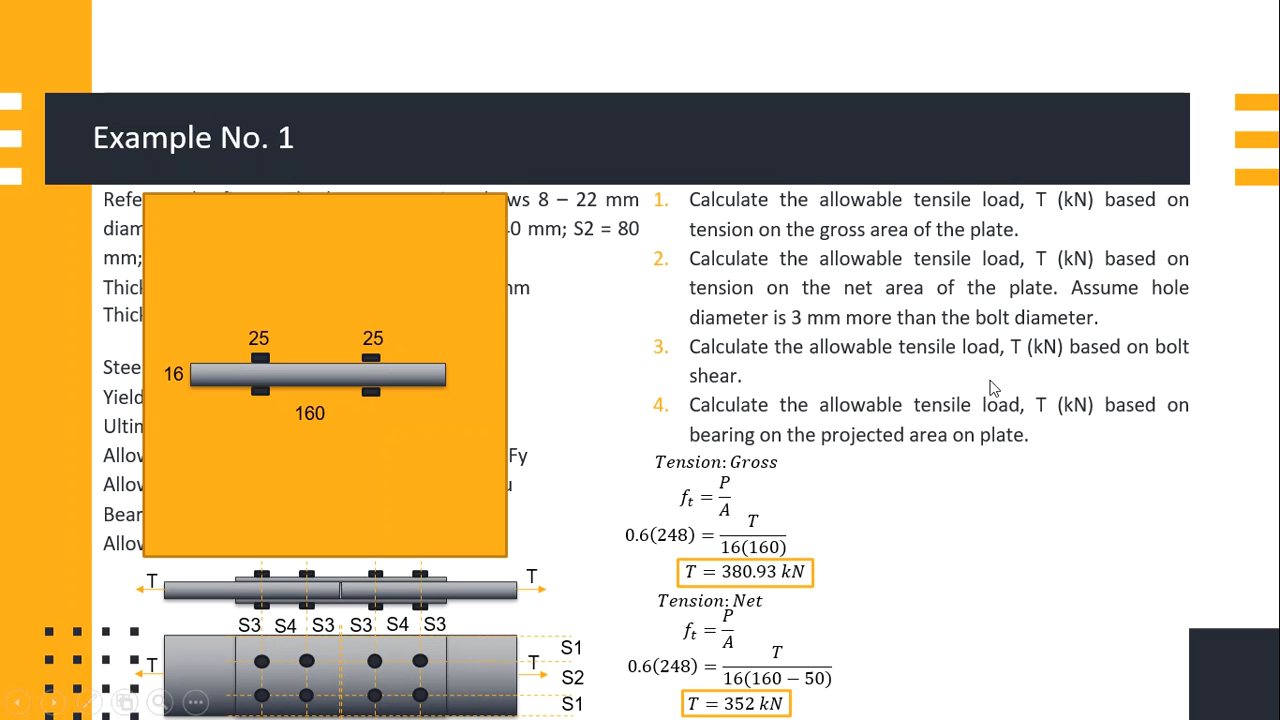 Example No. 1
Refe ws 8 – 22 mm
diam 40 mm; S2 = 80
mm;
Thick mm
Thick
Stee
Yield
Ultim
Allov Fy
Allov u
Bear
Allov
25 25
16
160
T T
S3 S4 S3 S3 S4 S3
S1
T T
S2
S1
1. Calculate the allowable tensile load, T (kN) based on
tension on the gross area of the plate.
2. Calculate the allowable tensile load, T (kN) based on
tension on the net area of the plate. Assume hole
diameter is 3 mm more than the bolt diameter.
3. Calculate the allowable tensile load, T (kN) based on bolt
shear.
4. Calculate the allowable tensile load, T (kN) based on
bearing on the projected area on plate.
Tension: Gross
f_t = P/A
0.6(248) = T/16(160)
T = 380.93 kN
Tension: Net
f_t = P/A
0.6(248) = T/16(160 − 50)
T = 352 kN